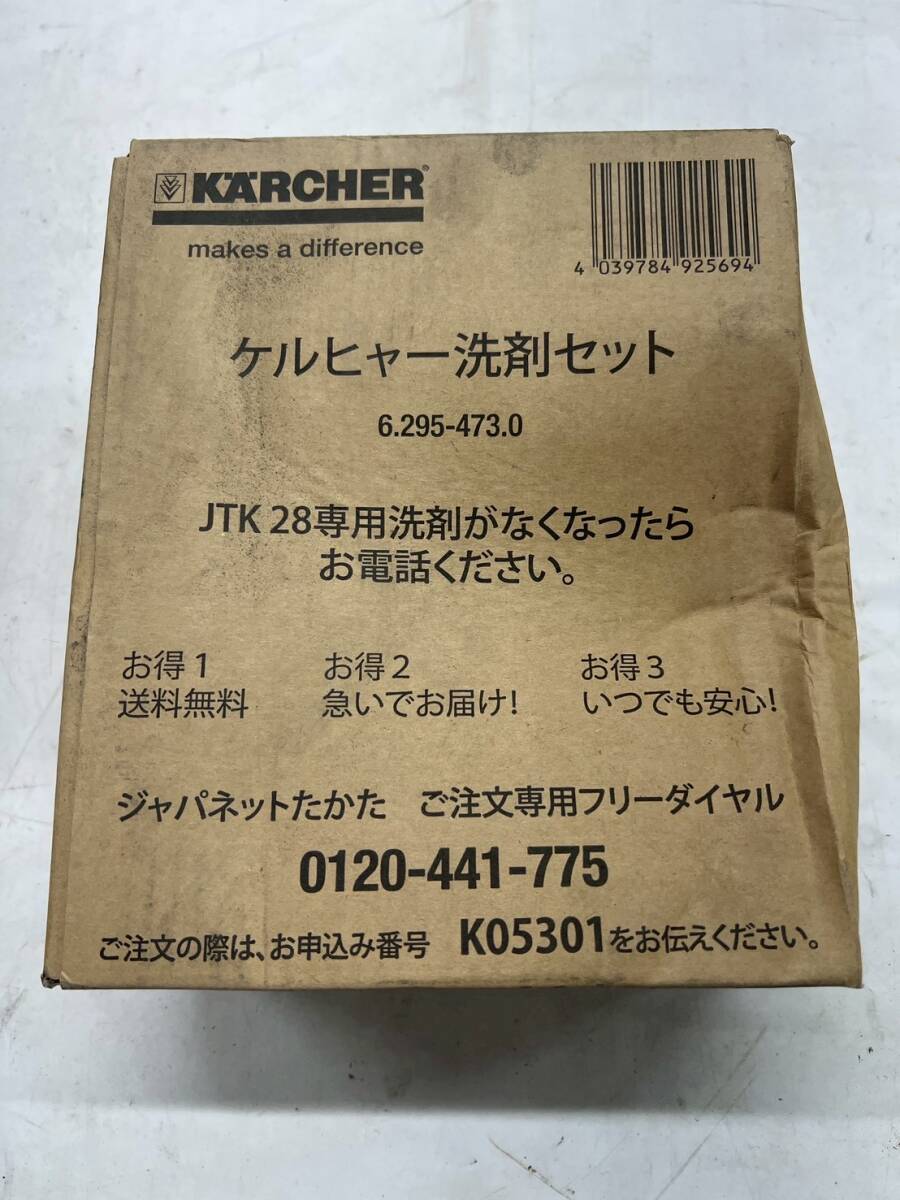 KÄRCHER®
makes a difference
4 039784 925694
ケルヒャー洗剤セット
6.295-473.0
JTK 28専用洗剤がなくなったら
お電話ください。
お得1 お得2 お得3
送料無料 急いでお届け! いつでも安心!
ジャパネットたかた ご注文専用フリーダイヤル
0120-441-775
ご注文の際は、お申込み番号 K05301をお伝えください。